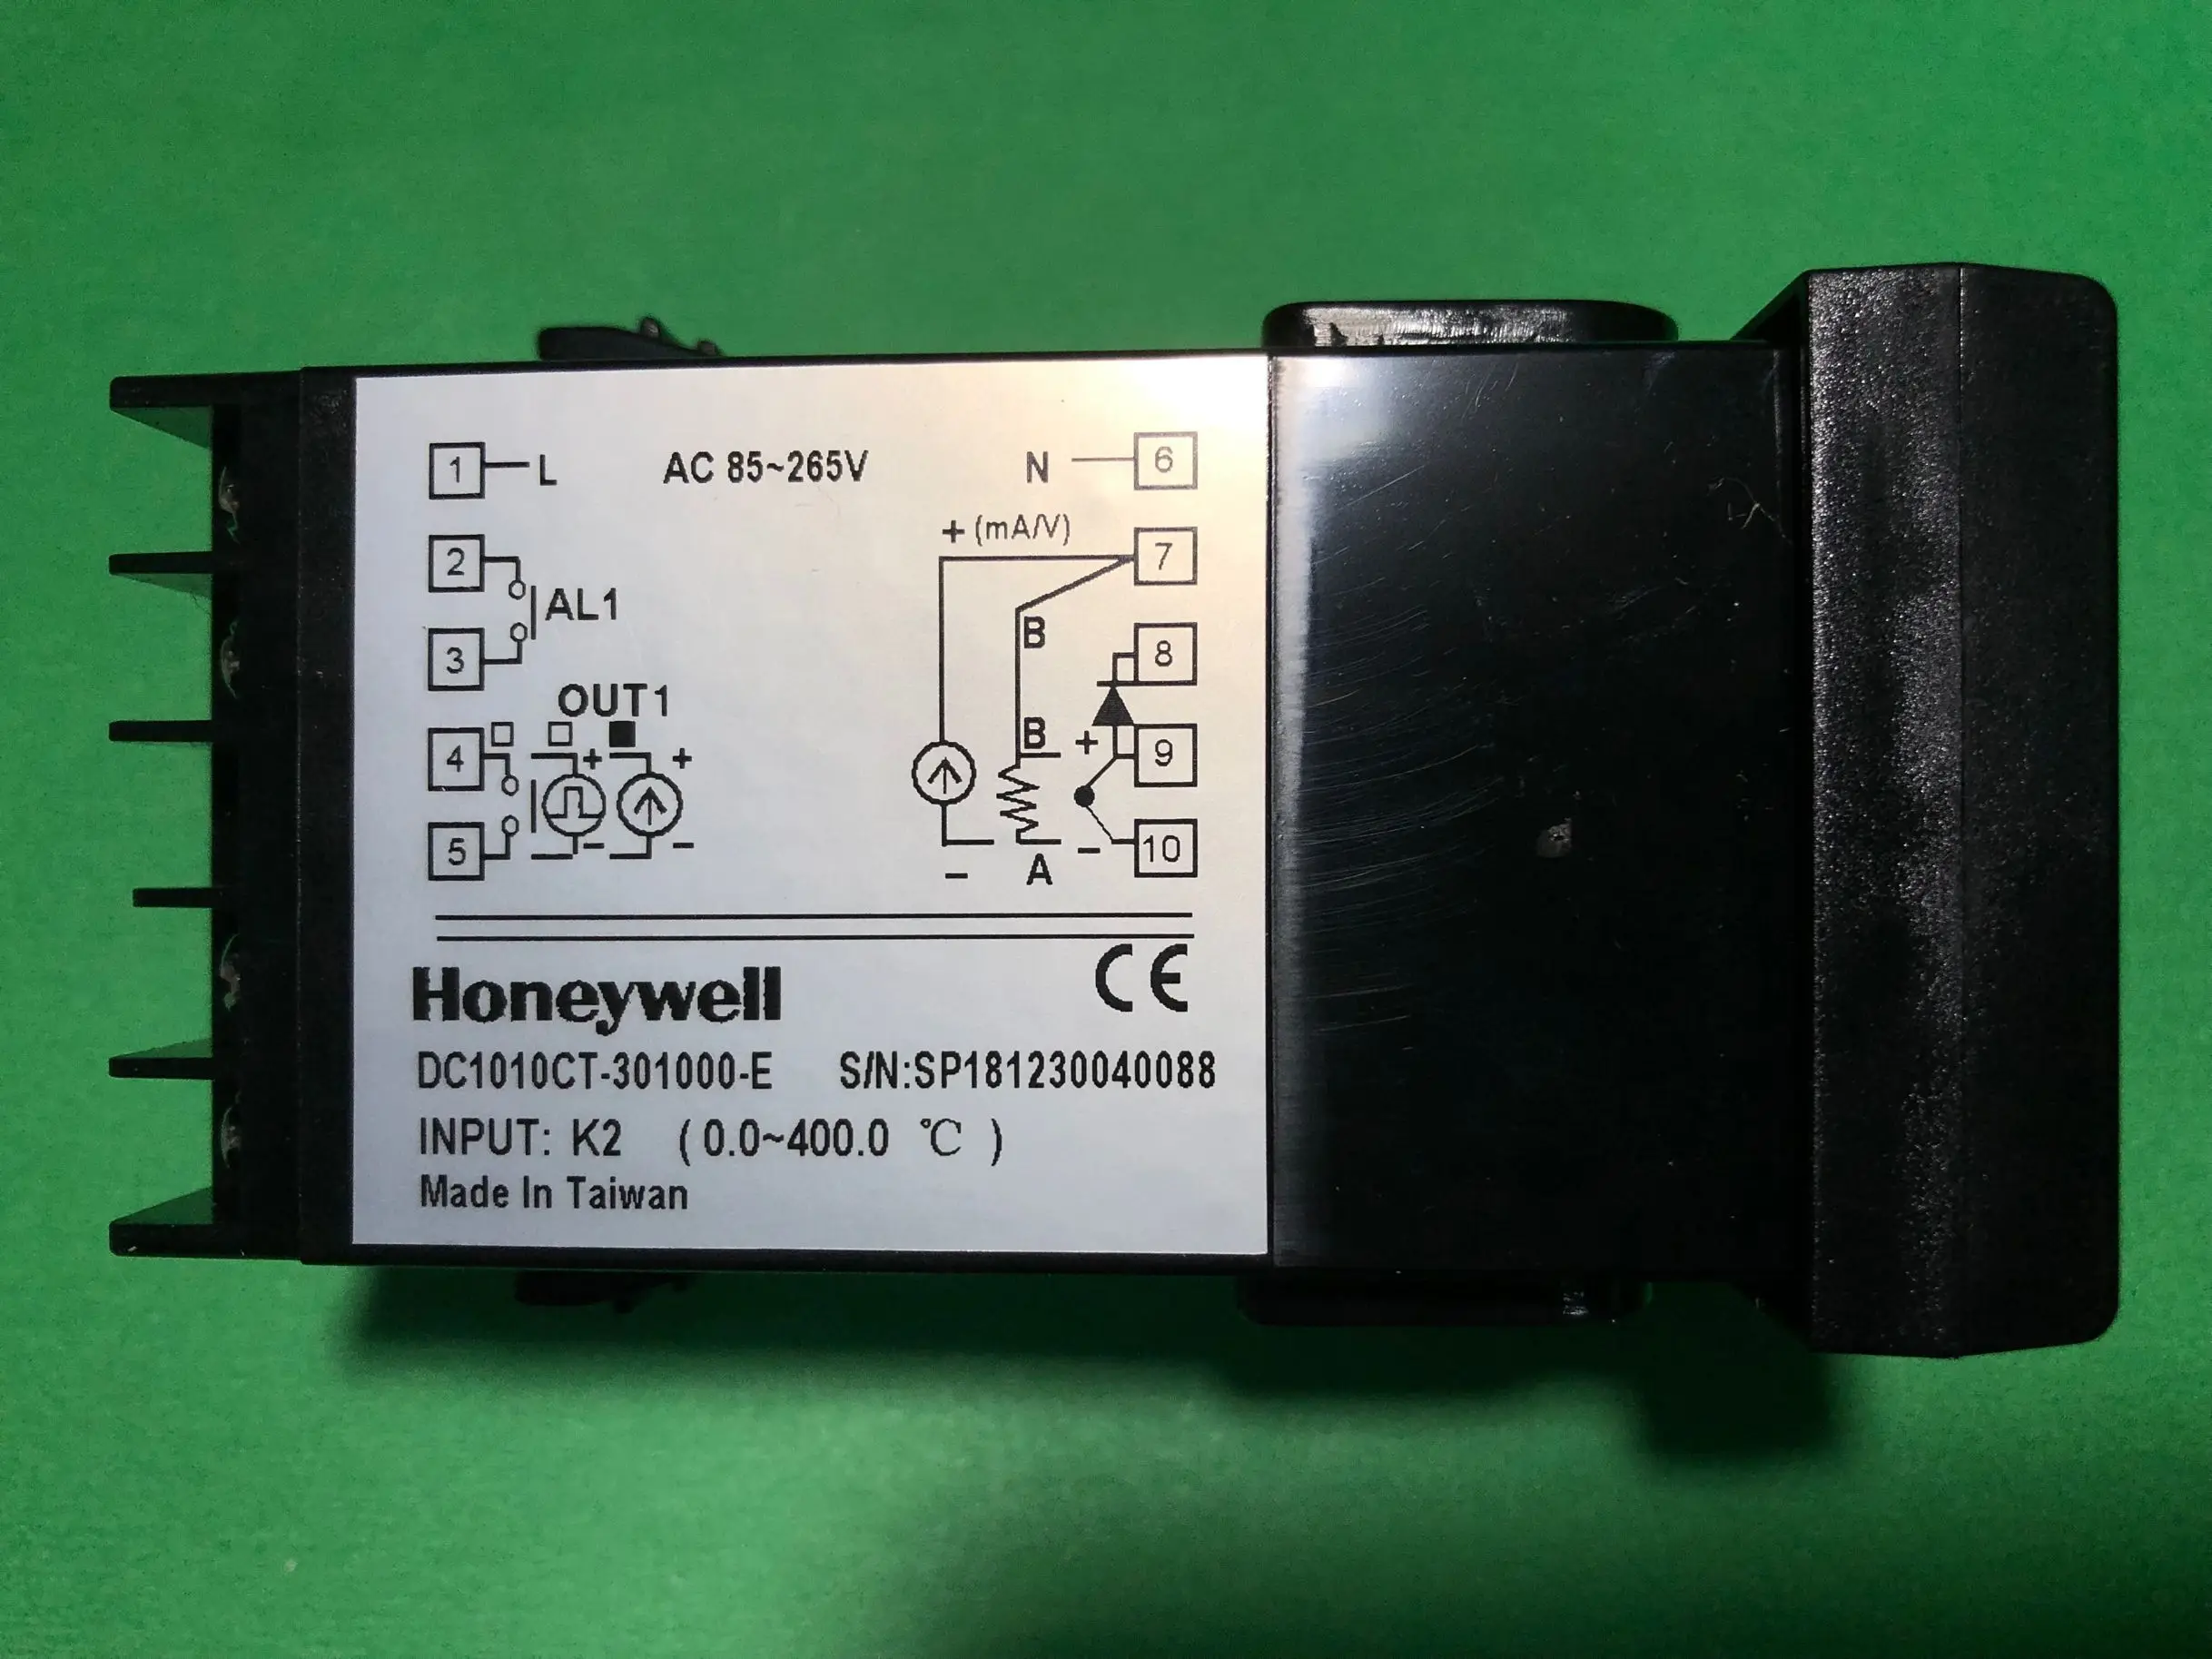 1 L AC 85~265V N 6
+ (mA/V) 7
2
AL1
B 8
3
OUT1
4 + + B + 9
5 - - - A - 10
Honeywell CE
DC1010CT-301000-E S/N:SP181230040088
INPUT: K2 ( 0.0~400.0 ℃ )
Made In Taiwan